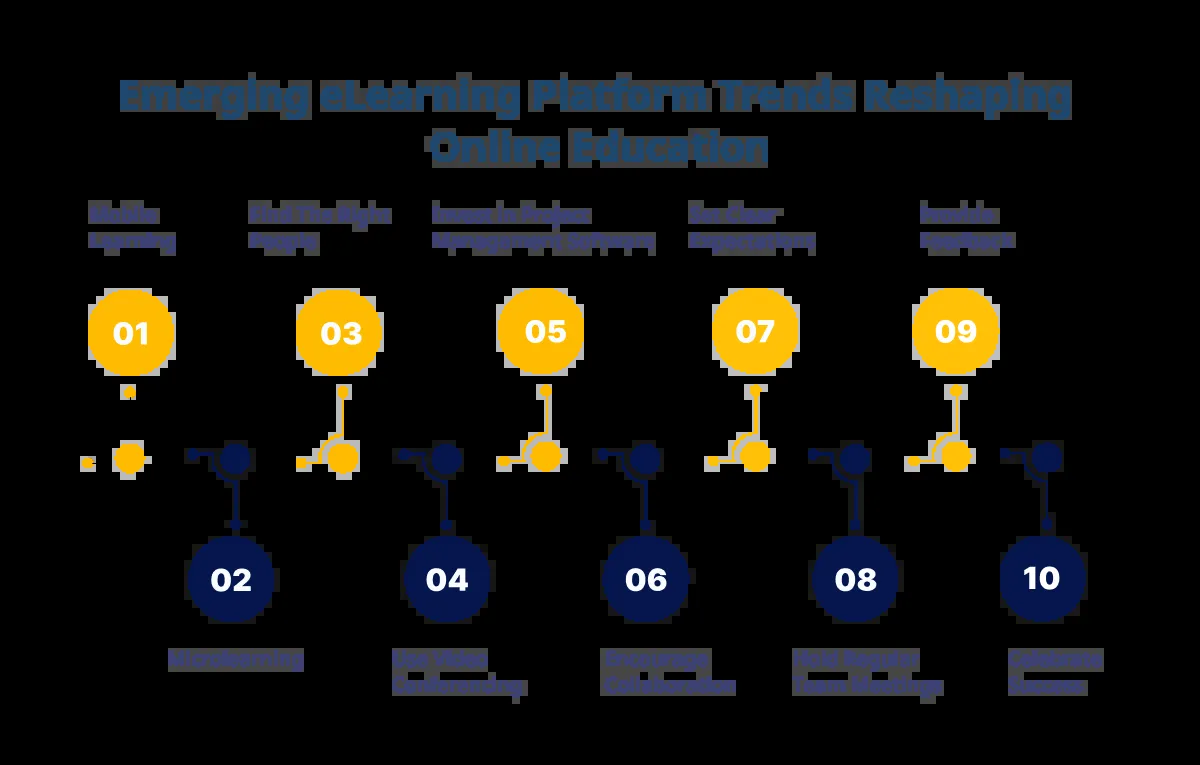 Emerging eLearning Platform Trends Reshaping
Online Education
Mobile
Learning
Find The Right
People
Invest in Project
Management Software
Set Clear
Expectations
Provide
Feedback
01
03
05
07
09
02
04
06
08
10
Microlearning
Use Video
Conferencing
Encourage
Collaboration
Hold Regular
Team Meetings
Celebrate
Success